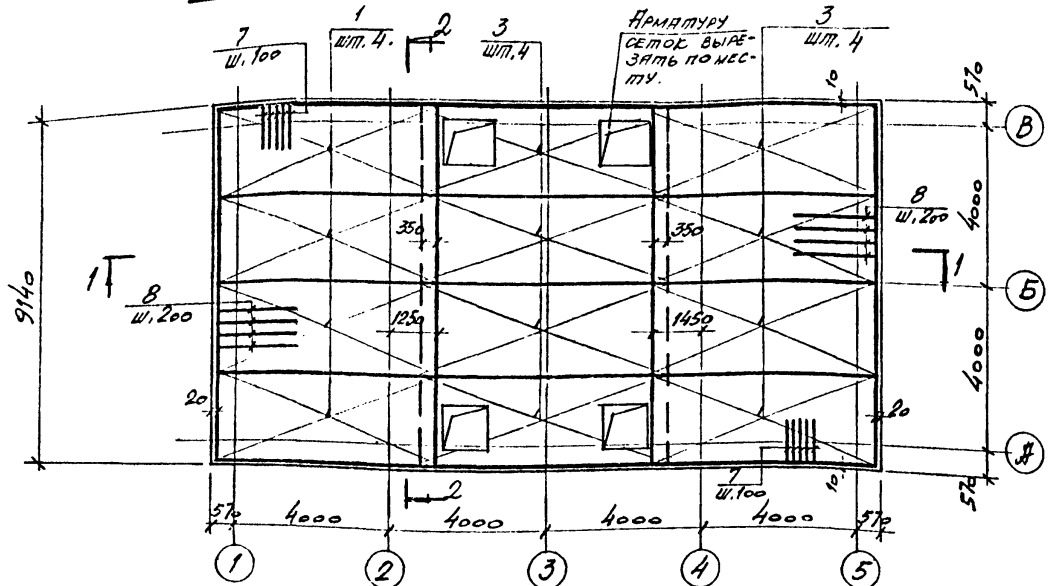 7
ш.100
1
шт.4.
2
3
шт.4
Арматуру
сеток выре-
зать по мес-
ту.
3
шт.4
10
570
В
4000
8
ш.200
350
350
1
1
Б
9140
8
ш.200
1250
1450
4000
20
20
А
7
ш.100
10
570
2
570
4000
4000
4000
4000
570
1
2
3
4
5